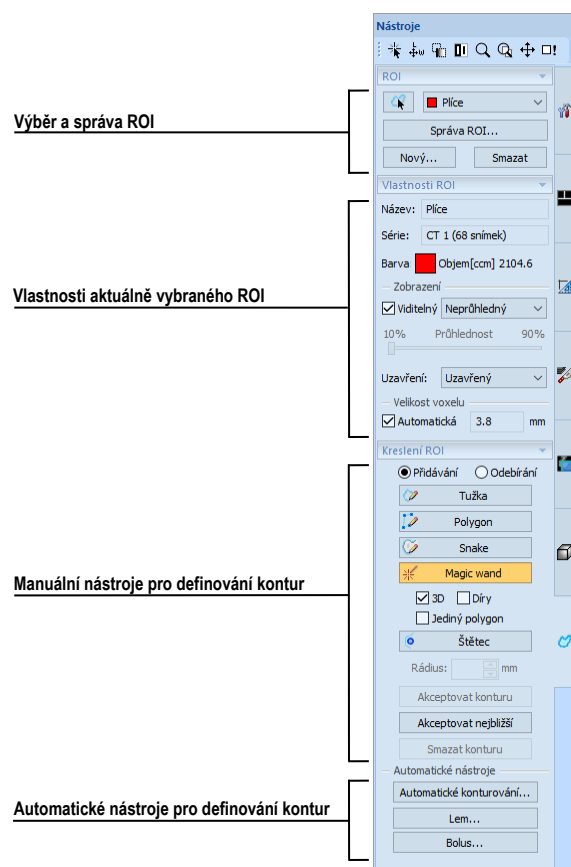 Nástroje
ROI
Plíce
Výběr a správa ROI
Správa ROI...
Nový... Smazat
Vlastnosti ROI
Název: Plíce
Série: CT 1 (68 snímek)
Barva Objem[ccm] 2104.6
Vlastnosti aktuálně vybraného ROI
Zobrazení
Viditelný Neprůhledný
10% Průhlednost 90%
Uzavření: Uzavřený
Velikost voxelu
Automatická 3.8 mm
Kreslení ROI
Přidávání Odebírání
Tužka
Polygon
Snake
Magic wand
Manuální nástroje pro definování kontur
3D Díry
Jediný polygon
Štětec
Rádius: mm
Akceptovat konturu
Akceptovat nejbližší
Smazat konturu
Automatické nástroje
Automatické konturování...
Automatické nástroje pro definování kontur
Lem...
Bolus...